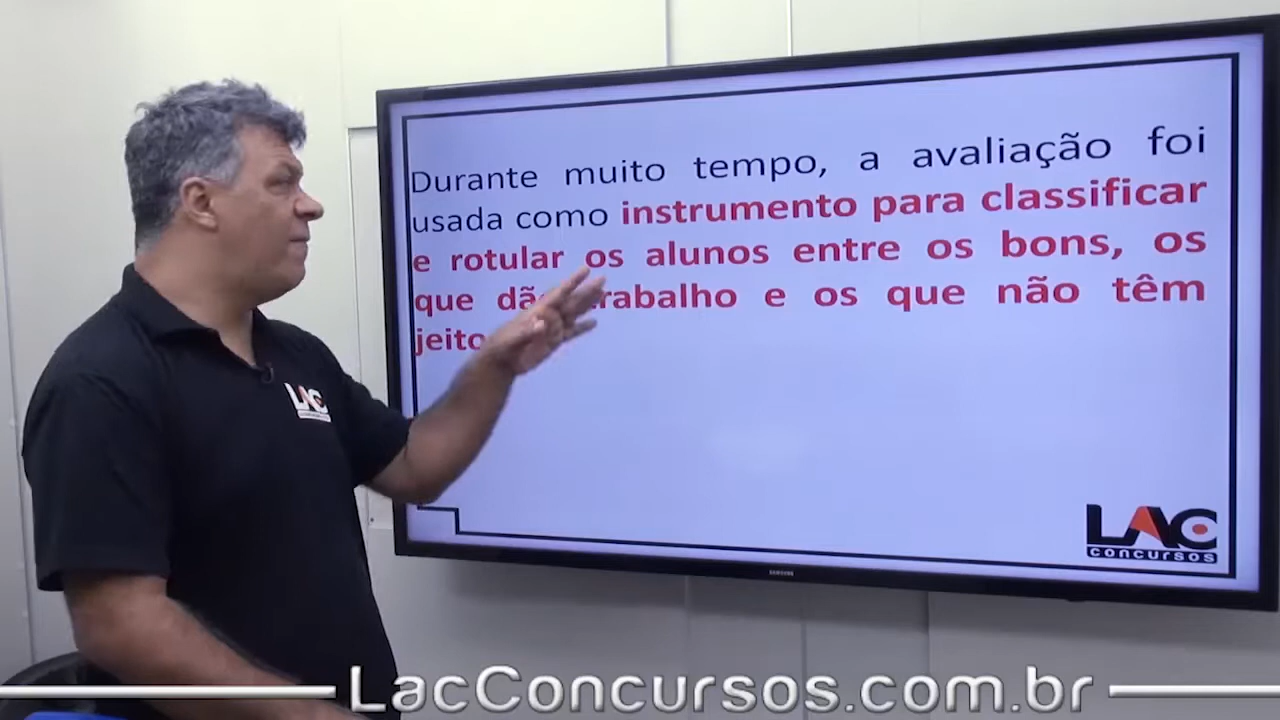 Durante muito tempo, a avaliação foi
usada como instrumento para classificar
e rotular os alunos entre os bons, os
que trabalho e os que não têm
LAC
LAC
concursos
SAMSUNG
LacConcursos.com.br